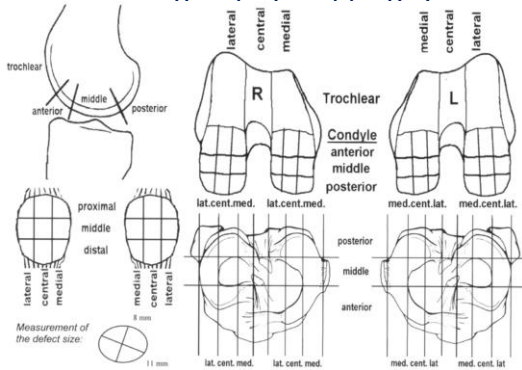 lateral
central
medial
medial
central
lateral
trochlear
anterior
middle
posterior
R
Trochlear
L
Condyle
anterior
middle
posterior
lat.cent.med. lat.cent.med.
med.cent.lat. med.cent.lat.
proximal
middle
distal
lateral
central
medial
medial
central
lateral
posterior
middle
anterior
Measurement of
the defect size:
8 mm
11 mm
lat. cent. med. lat. cent. med.
med. cent. lat med. cent. lat